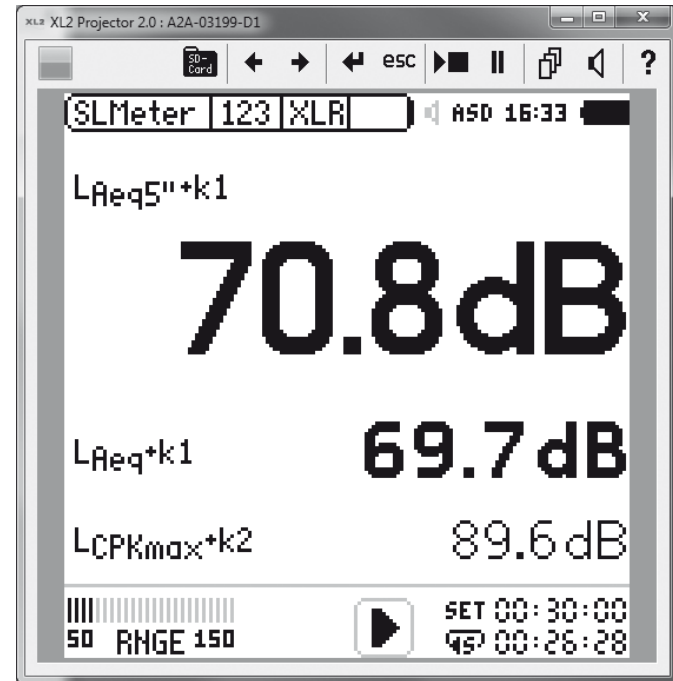 XL2 XL2 Projector 2.0 : A2A-03199-D1
SD-Card esc ?
SLMeter 123 XLR ASD 16:33
LAeq5"+k1
70.8dB
LAeq+k1 69.7dB
LCPKmax+k2 89.6dB
SET 00:30:00
50 RNGE 150 00:26:28